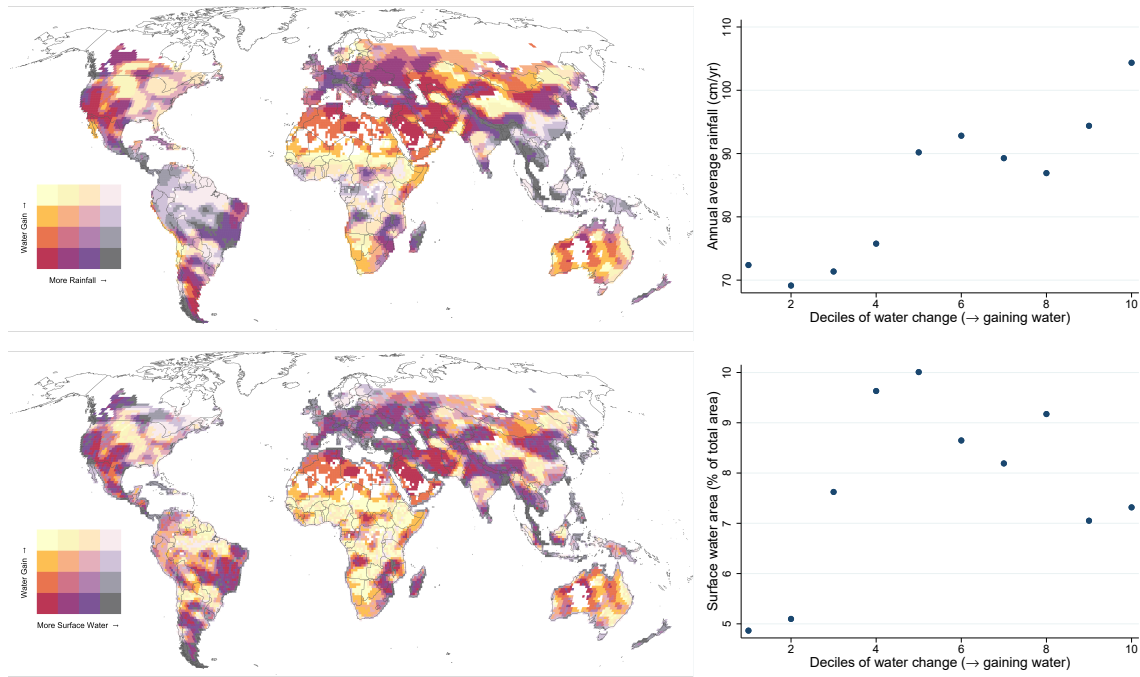 Water Gain →
More Rainfall →
Annual average rainfall (cm/yr)
110
100
90
80
70
2
4
6
8
10
Deciles of water change (→ gaining water)
Water Gain →
More Surface Water →
Surface water area (% of total area)
10
9
8
7
6
5
2
4
6
8
10
Deciles of water change (→ gaining water)